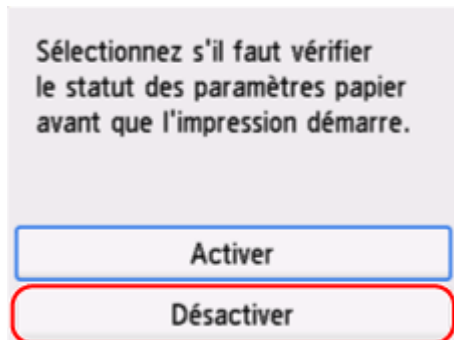 Sélectionnez s'il faut vérifier
le statut des paramètres papier
avant que l'impression démarre.
Activer
Désactiver